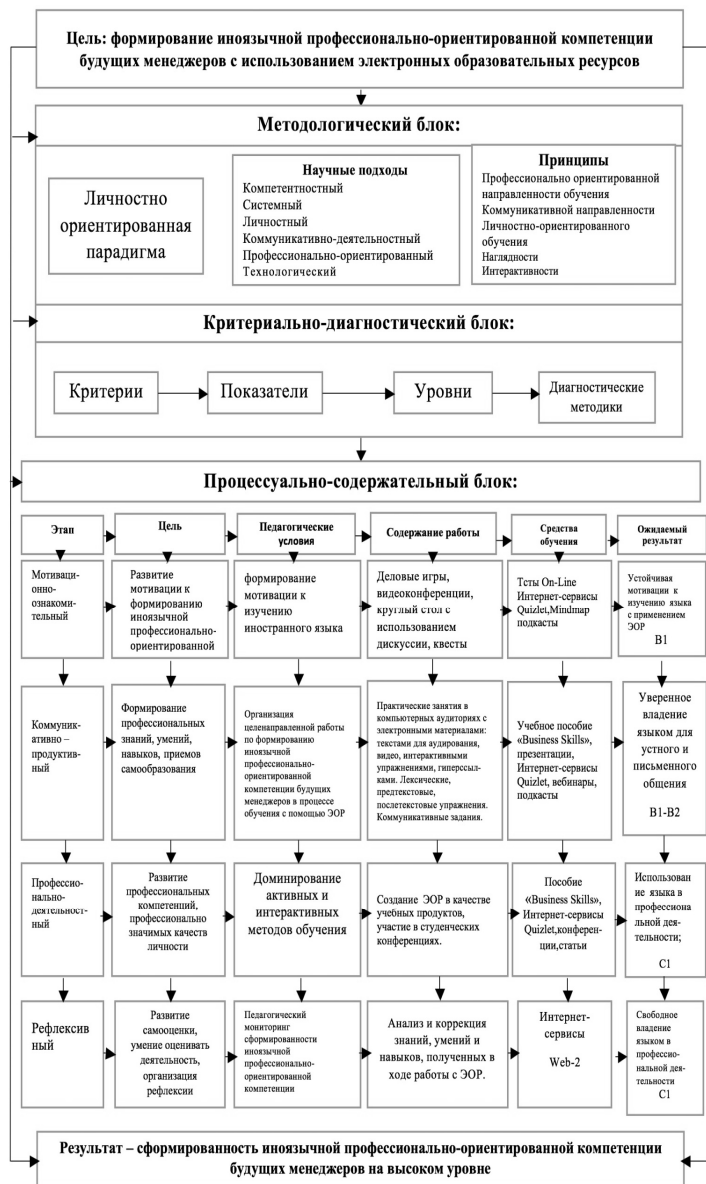 Цель: формирование иноязычной профессионально-ориентированной компетенции
будущих менеджеров с использованием электронных образовательных ресурсов
Методологический блок:
Личностно
ориентированная
парадигма
Научные подходы
Компетентностный
Системный
Личностный
Коммуникативно-деятельностный
Профессионально-ориентированный
Технологический
Принципы
Профессионально ориентированной
направленности обучения
Коммуникативной направленности
Личностно-ориентированного
обучения
Наглядности
Интерактивности
Критериально-диагностический блок:
Критерии
Показатели
Уровни
Диагностические
методики
Процессуально-содержательный блок:
Этап
Цель
Педагогические
условия
Содержание работы
Средства
обучения
Ожидаемый
результат
Мотиваци-
онно-
ознакоми-
тельный
Развитие
мотивации к
формированию
иноязычной
профессионально-
ориентированной
формирование
мотивации к
изучению
иностранного языка
Деловые игры,
видеоконференции,
круглый стол с
использованием
дискуссии, квесты
Тсты On-Line
Интернет-сервисы
Quizlet,Mindmap
подкасты
Устойчивая
мотивация к
изучению языка
с применением
ЭОР
B1
Коммуникат-
ивно –
продуктив-
ный
Формирование
профессиональных
знаний, умений,
навыков, приемов
самообразования
Организация
целенаправленной работы
по формированию
иноязычной
профессионально-
ориентированной
компетенции будущих
менеджеров в процессе
обучения с помощью ЭОР
Практические занятия в
компьютерных аудиториях с
электронными материалами:
текстами для аудирования,
видео, интерактивными
упражнениями, гиперссыл-
ками. Лексические,
предтекстовые,
послетекстовые упражнения.
Коммуникативные задания.
Учебное пособие
«Business Skills»,
презентации,
Интернет-сервисы
Quizlet, вебинары,
подкасты
Уверенное
владение
языком для
устного и
письменного
общения
B1-B2
Професссио-
нально-
деятельност-
ный
Развитие
профессиональных
компетенций,
профессионально
значимых качеств
личности
Доминирование
активных и
интерактивных
методов обучения
Создание ЭОР в качестве
учебных продуктов,
участие в студенческих
конференциях.
Пособие
«Business Skills»,
Интернет-сервисы
Quizlet,конферен-
ции,статьи
Использован
ие языка в
профессиона
льной дея-
тельности;
C1
Рефлексив
ный
Развитие
самооценки,
умение оценивать
деятельность,
организация
рефлексии
Педагогический
мониторинг
сформированности
иноязычной
профессионально-
ориентированной
компетенции
Анализ и коррекция
знаний, умений и
навыков, полученных в
ходе работы с ЭОР.
Интернет-
сервисы
Web-2
Свободное
владение
языком в
профессио-
нальной дея-
тельности
C1
Результат – сформированность иноязычной профессионально-ориентированной компетенции
будущих менеджеров на высоком уровне